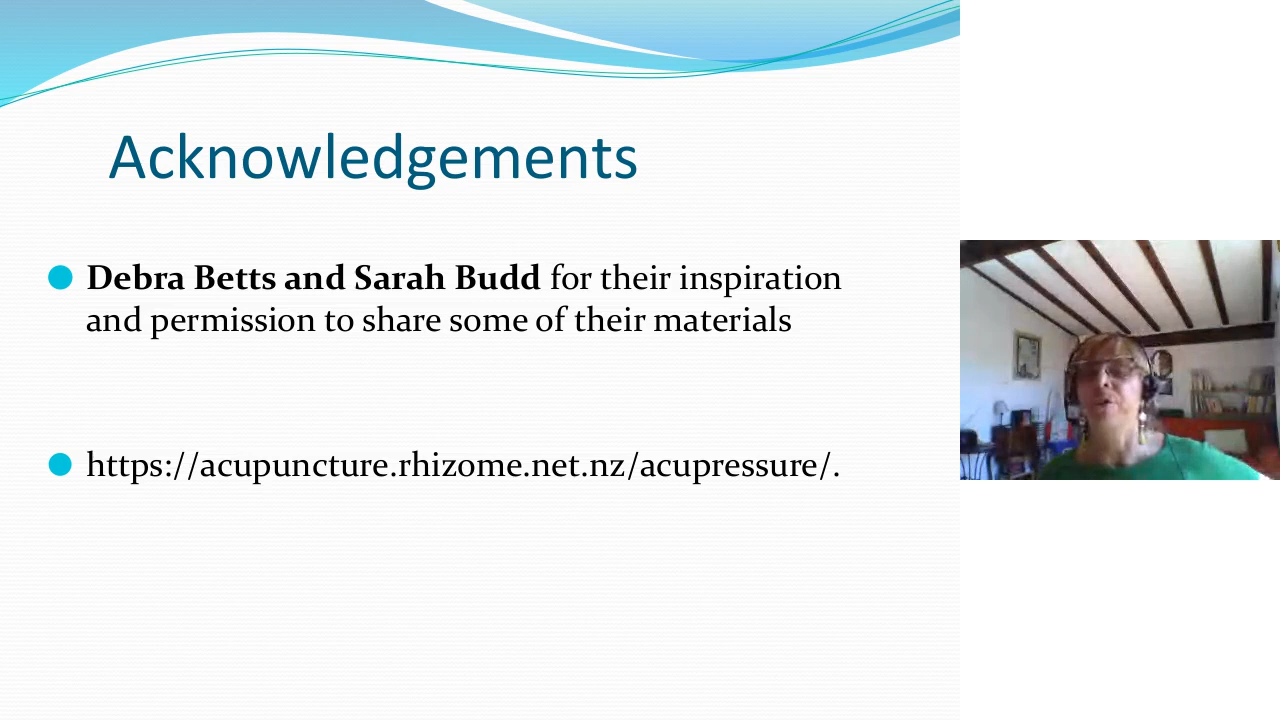 Acknowledgements
Debra Betts and Sarah Budd for their inspiration
and permission to share some of their materials
https://acupuncture.rhizome.net.nz/acupressure/.